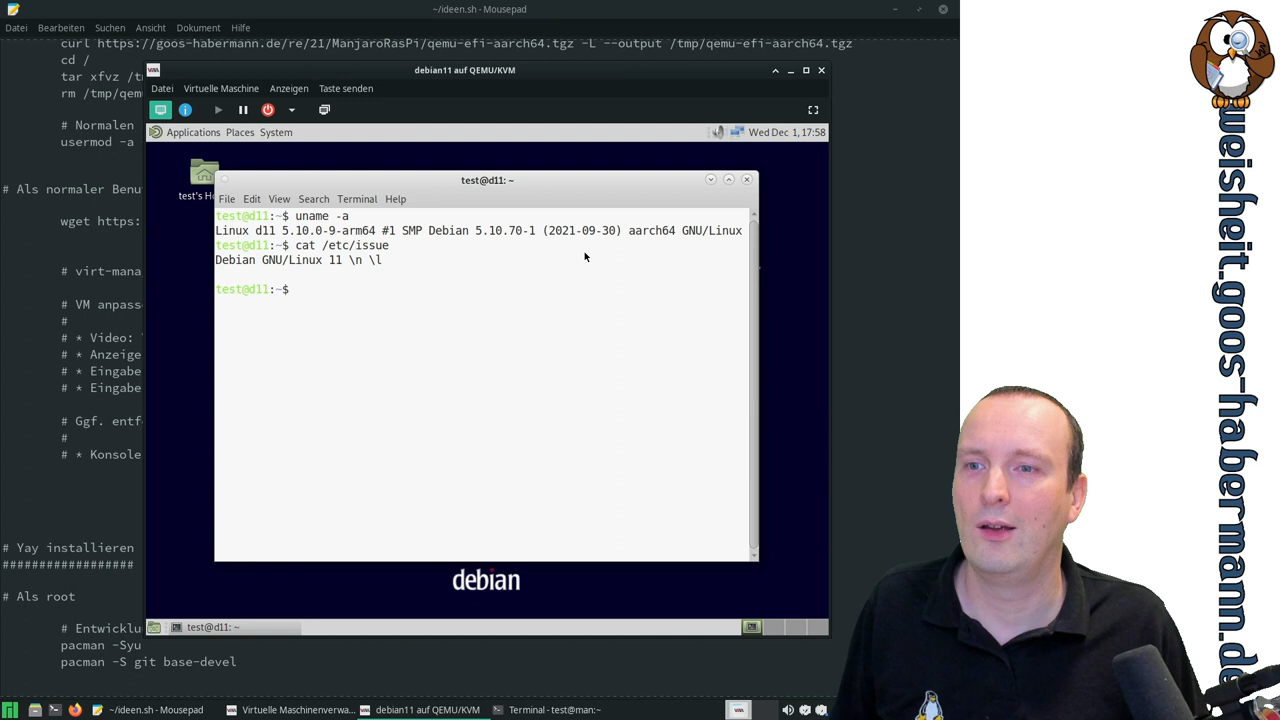 ~/ideen.sh - Mousepad
Datei Bearbeiten Suchen Ansicht Dokument Hilfe
curl https://goos-habermann.de/re/21/ManjaroRasPi/qemu-efi-aarch64.tgz -L --output /tmp/qemu-efi-aarch64.tgz
cd /
tar xfvz /t
rm /tmp/qem
# Normalen
usermod -a
# Als normaler Benu
wget https:
# virt-mana
# VM anpass
#
# * Video:
# * Anzeige
# * Eingabe
# * Eingabe
# Ggf. entf
#
# * Konsole
# Yay installieren
#################
# Als root
# Entwicklu
pacman -Syu
pacman -S git base-devel
debian11 auf QEMU/KVM
Datei Virtuelle Maschine Anzeigen Taste senden
Applications Places System
Wed Dec 1, 17:58
test's H
test@d11: ~
File Edit View Search Terminal Help
test@d11:~$ uname -a
Linux d11 5.10.0-9-arm64 #1 SMP Debian 5.10.70-1 (2021-09-30) aarch64 GNU/Linux
test@d11:~$ cat /etc/issue
Debian GNU/Linux 11 \n \l
test@d11:~$
debian
test@d11: ~
~/ideen.sh - Mousepad
Virtuelle Maschinenverwa...
debian11 auf QEMU/KVM
Terminal - test@man:~
weisheit.goos-habermann.de